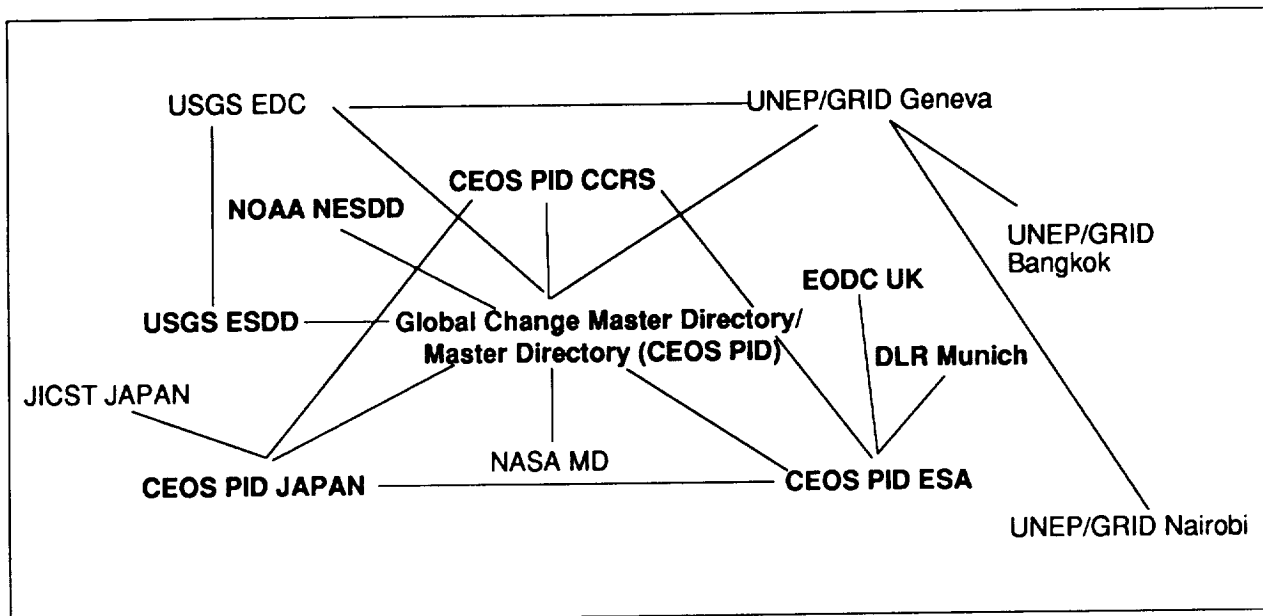 USGS EDC
UNEP/GRID Geneva
CEOS PID CCRS
NOAA NESDD
UNEP/GRID
Bangkok
EODC UK
USGS ESDD
Global Change Master Directory/
Master Directory (CEOS PID)
DLR Munich
JICST JAPAN
NASA MD
CEOS PID JAPAN
CEOS PID ESA
UNEP/GRID Nairobi